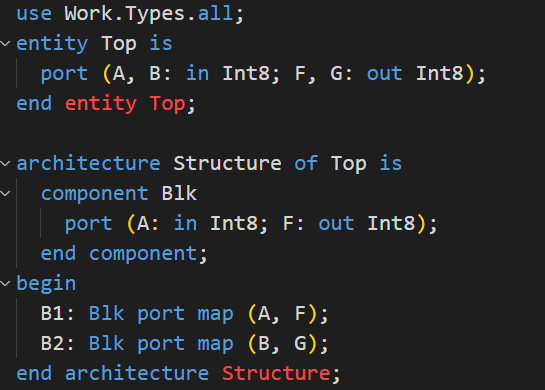 use Work.Types.all;
entity Top is
  port (A, B: in Int8; F, G: out Int8);
end entity Top;

architecture Structure of Top is
  component Blk
    port (A: in Int8; F: out Int8);
  end component;
begin
  B1: Blk port map (A, F);
  B2: Blk port map (B, G);
end architecture Structure;